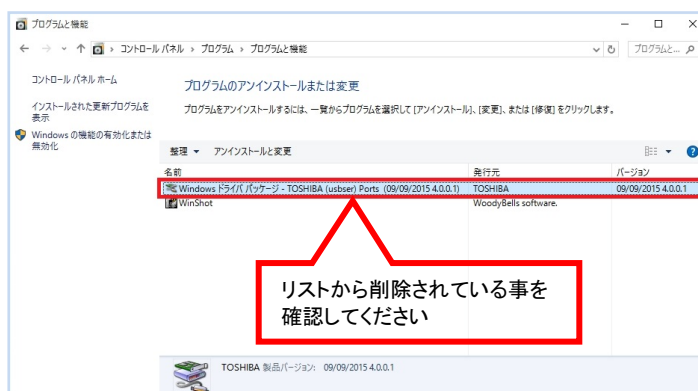 プログラムと機能
コントロール パネル › プログラム › プログラムと機能
プログラムと...
コントロール パネル ホーム
インストールされた更新プログラムを
表示
Windows の機能の有効化または
無効化
プログラムのアンインストールまたは変更
プログラムをアンインストールするには、一覧からプログラムを選択して [アンインストール]、[変更]、または [修復] をクリックします。
整理 アンインストールと変更
名前 発行元 バージョン
Windows ドライバ パッケージ - TOSHIBA (usbser) Ports (09/09/2015 4.0.0.1) TOSHIBA 09/09/2015 4.0.0.1
WinShot WoodyBells software.
リストから削除されている事を
確認してください
TOSHIBA 製品バージョン: 09/09/2015 4.0.0.1